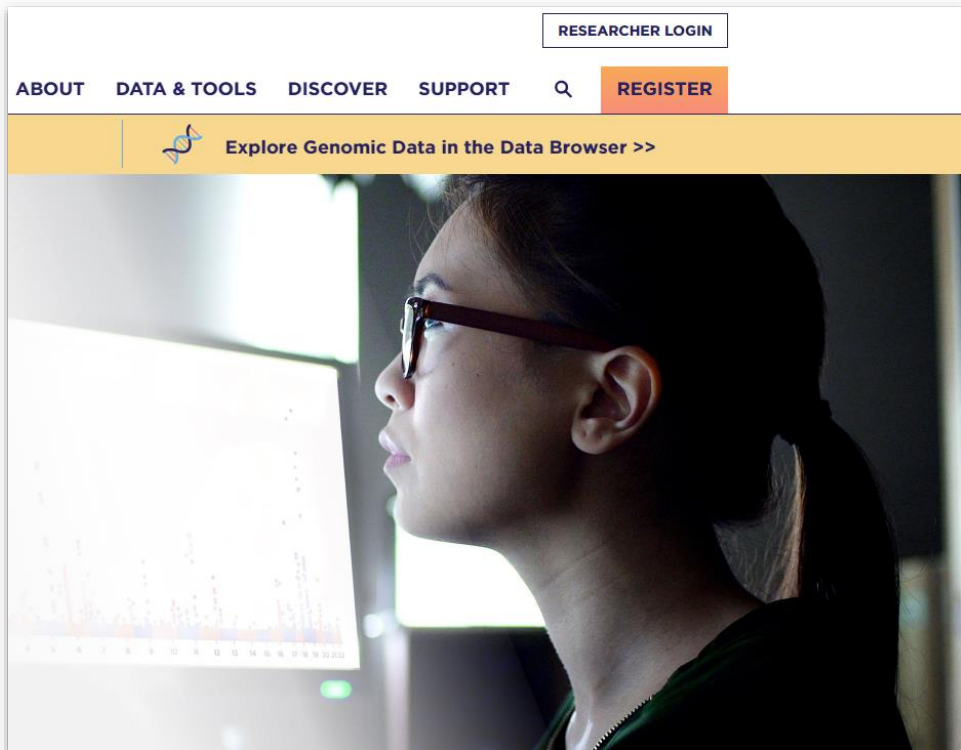 RESEARCHER LOGIN
ABOUT DATA & TOOLS DISCOVER SUPPORT REGISTER
Explore Genomic Data in the Data Browser >>